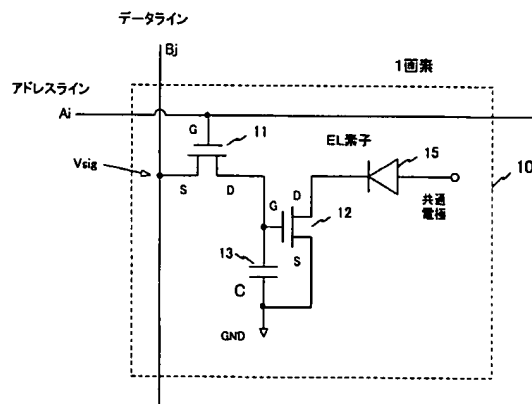 データライン
Bj
1画素
アドレスライン
Ai
G
11
EL素子
15
Vsig
S
D
D
10
共通
電極
G
12
13
S
C
GND